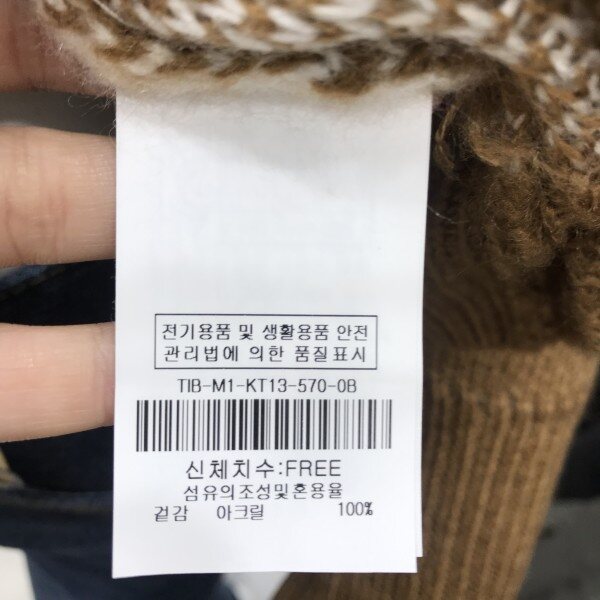 전기용품 및 생활용품 안전
관리법에 의한 품질표시
TIB-M1-KT13-570-0B
신체치수:FREE
섬유의조성및혼용율
겉감 아크릴 100%